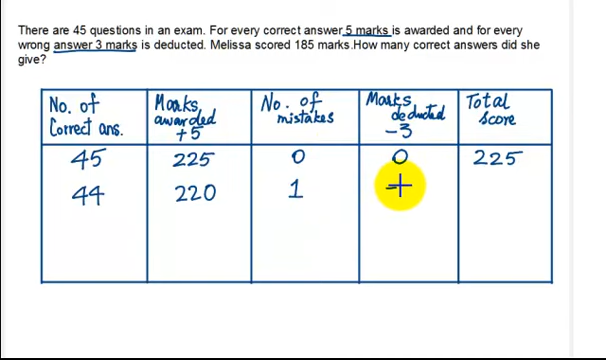 There are 45 questions in an exam. For every correct answer 5 marks is awarded and for every
wrong answer 3 marks is deducted. Melissa scored 185 marks.How many correct answers did she
give?
No. of Marks No. of Marks Total
Correct ans. awarded mistakes deducted score
+5 -3
45 225 0 0 225
44 220 1